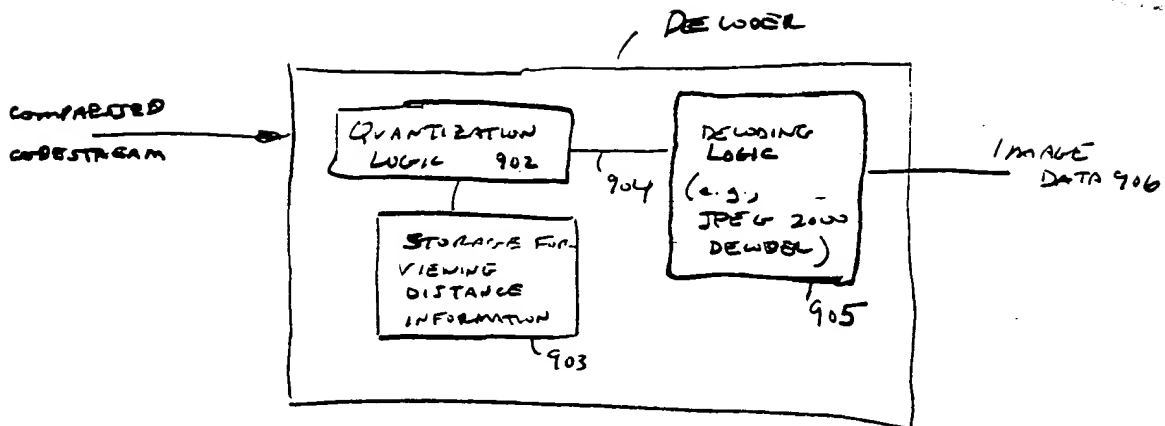 DECODER
COMPRESSED
CODESTREAM
QUANTIZATION
LOGIC 902
904
STORAGE FOR
VIEWING
DISTANCE
INFORMATION
903
DECODING
LOGIC
(e.g.,
JPEG 2000
DECODER)
905
IMAGE
DATA 906